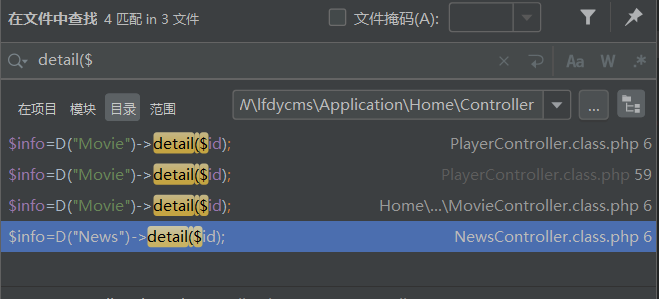 在文件中查找 4 匹配 in 3 文件 文件掩码(A):
detail($ Aa W .*
在项目 模块 目录 范围 W\lfdycms\Application\Home\Controller ...
$info=D("Movie")->detail($id); PlayerController.class.php 6
$info=D("Movie")->detail($id); PlayerController.class.php 59
$info=D("Movie")->detail($id); Home\...\MovieController.class.php 6
$info=D("News")->detail($id); NewsController.class.php 6